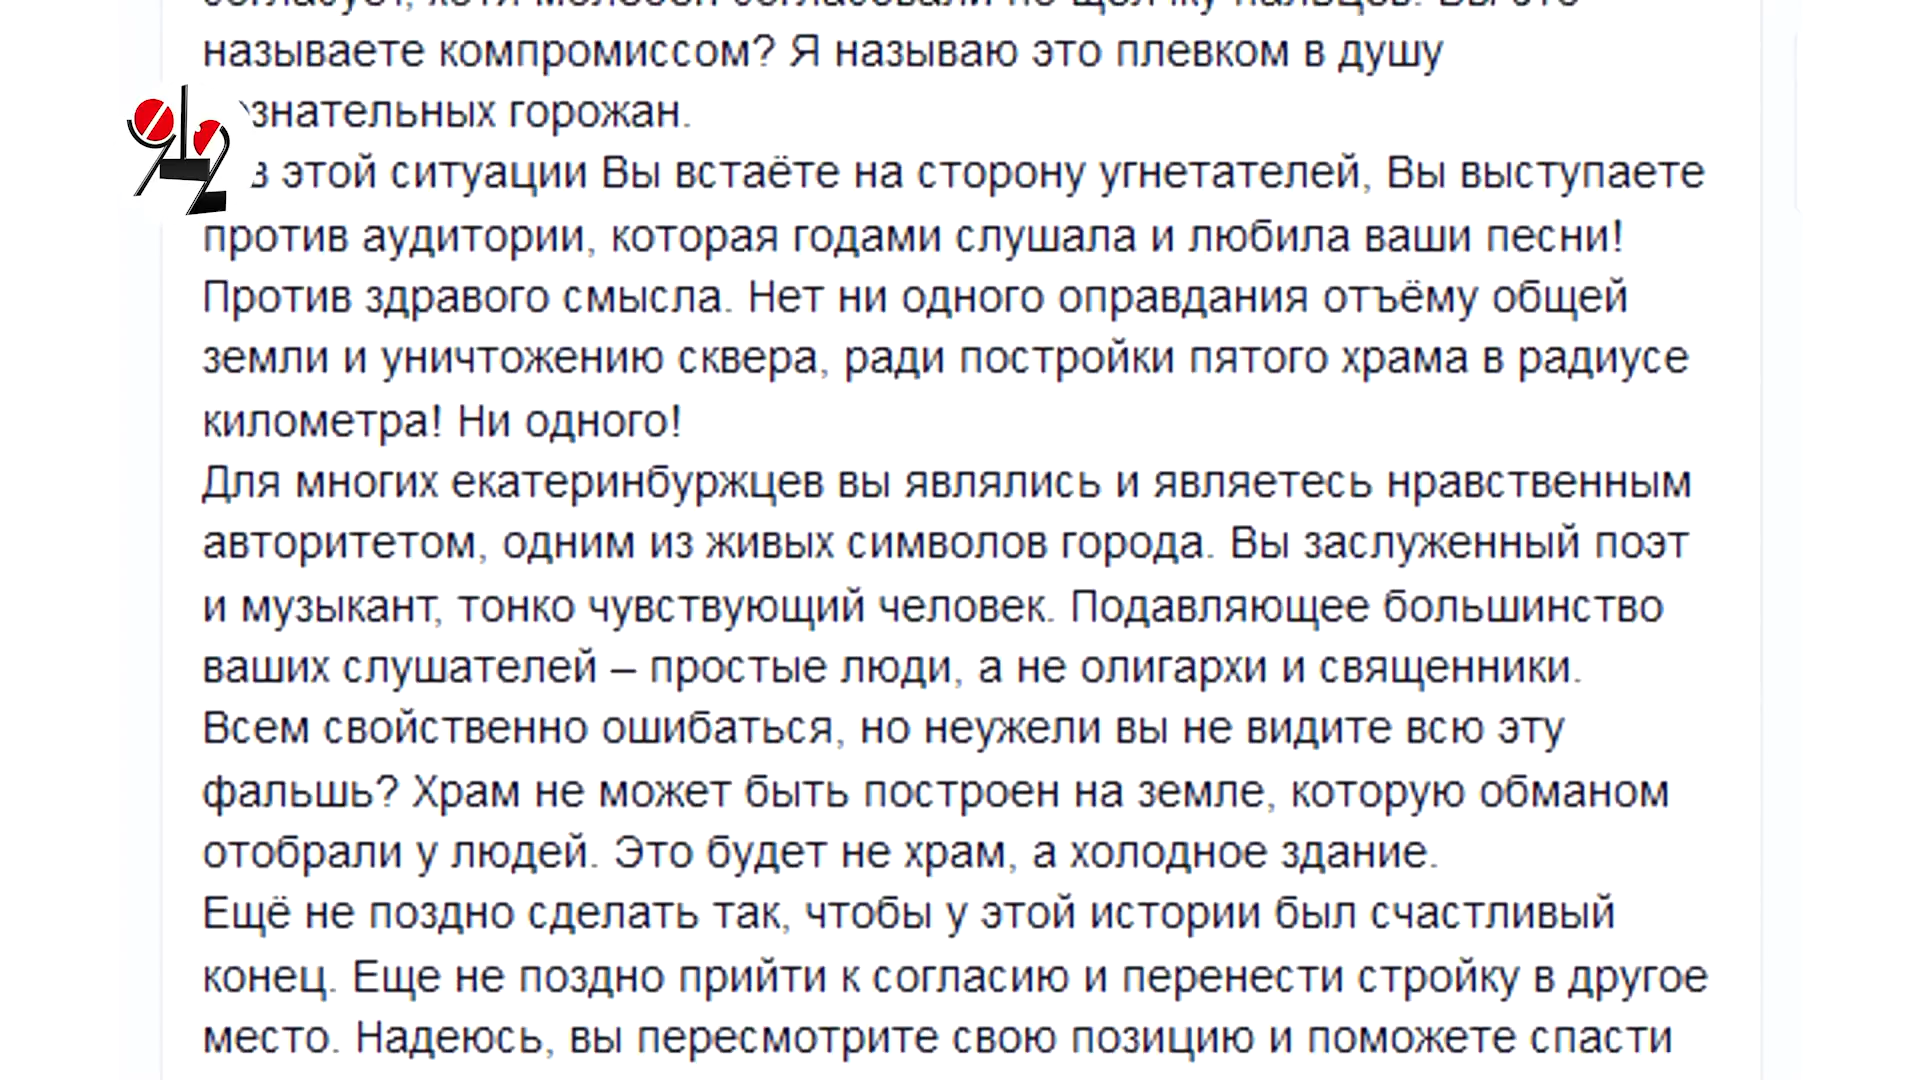 называете компромиссом? Я называю это плевком в душу
знательных горожан.
в этой ситуации Вы встаёте на сторону угнетателей, Вы выступаете
против аудитории, которая годами слушала и любила ваши песни!
Против здравого смысла. Нет ни одного оправдания отъёму общей
земли и уничтожению сквера, ради постройки пятого храма в радиусе
километра! Ни одного!
Для многих екатеринбуржцев вы являлись и являетесь нравственным
авторитетом, одним из живых символов города. Вы заслуженный поэт
и музыкант, тонко чувствующий человек. Подавляющее большинство
ваших слушателей – простые люди, а не олигархи и священники.
Всем свойственно ошибаться, но неужели вы не видите всю эту
фальшь? Храм не может быть построен на земле, которую обманом
отобрали у людей. Это будет не храм, а холодное здание.
Ещё не поздно сделать так, чтобы у этой истории был счастливый
конец. Еще не поздно прийти к согласию и перенести стройку в другое
место. Надеюсь, вы пересмотрите свою позицию и поможете спасти